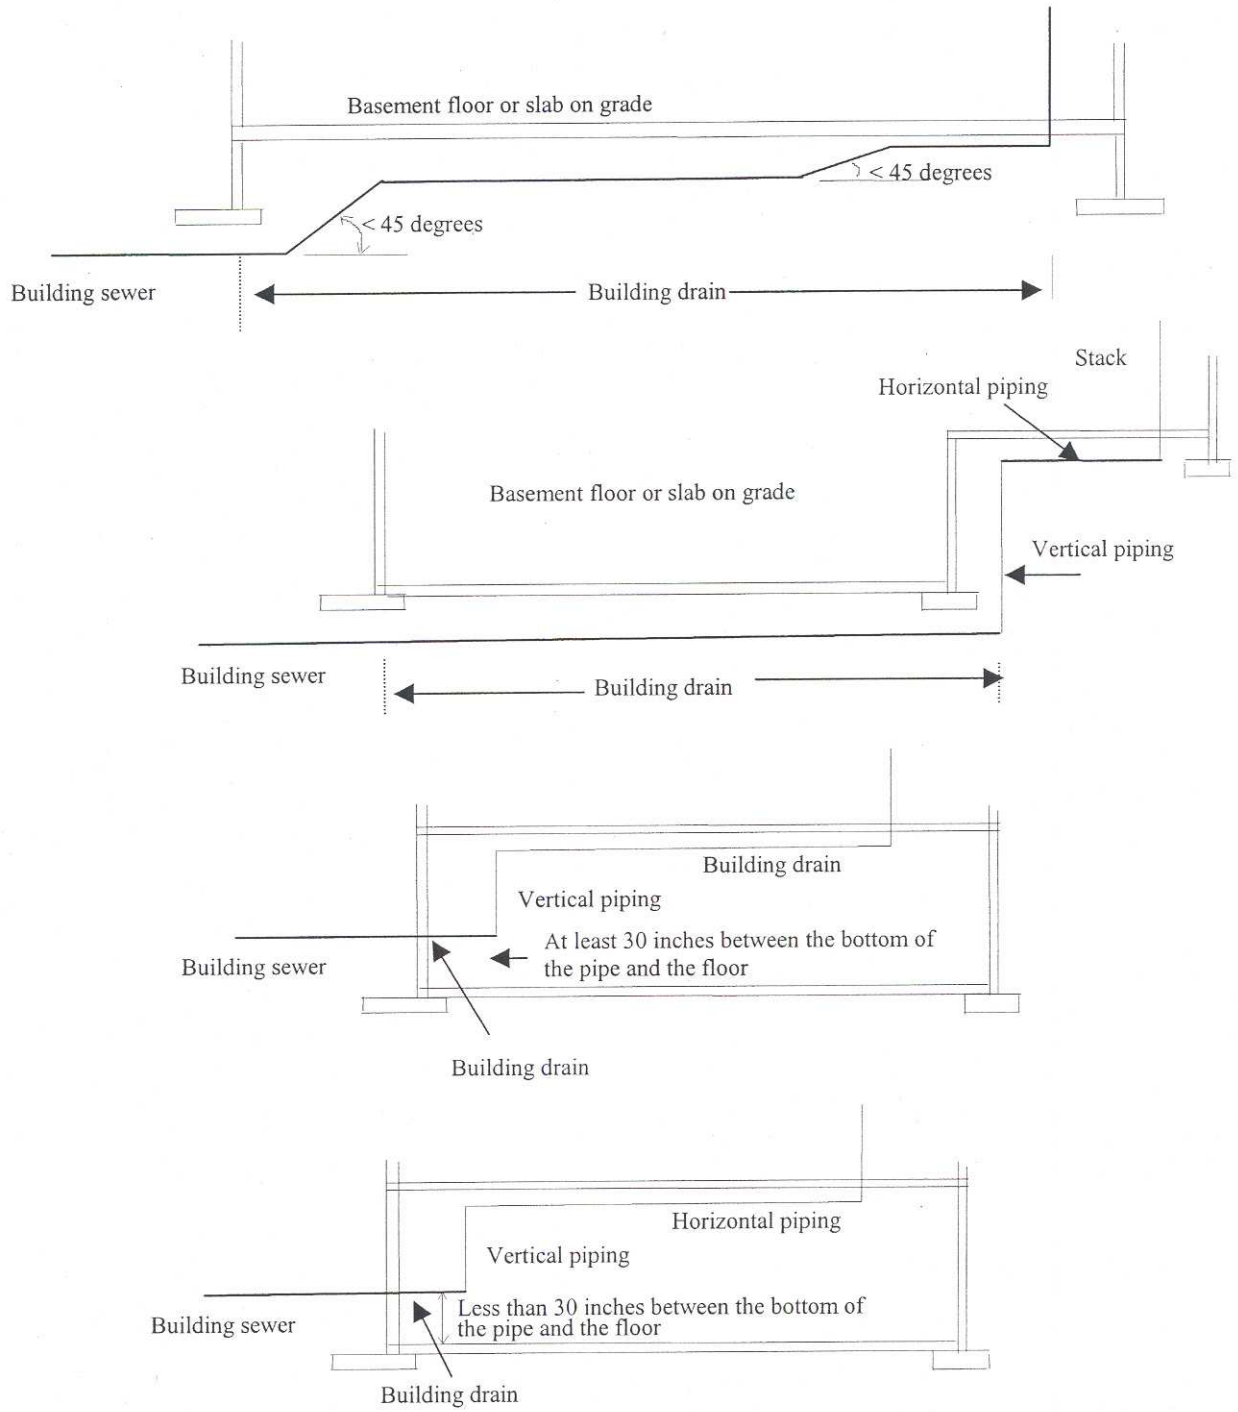 Basement floor or slab on grade
< 45 degrees
< 45 degrees
Building sewer
Building drain
Stack
Horizontal piping
Basement floor or slab on grade
Vertical piping
Building sewer
Building drain
Building drain
Vertical piping
At least 30 inches between the bottom of
the pipe and the floor
Building sewer
Building drain
Horizontal piping
Vertical piping
Less than 30 inches between the bottom of
the pipe and the floor
Building sewer
Building drain